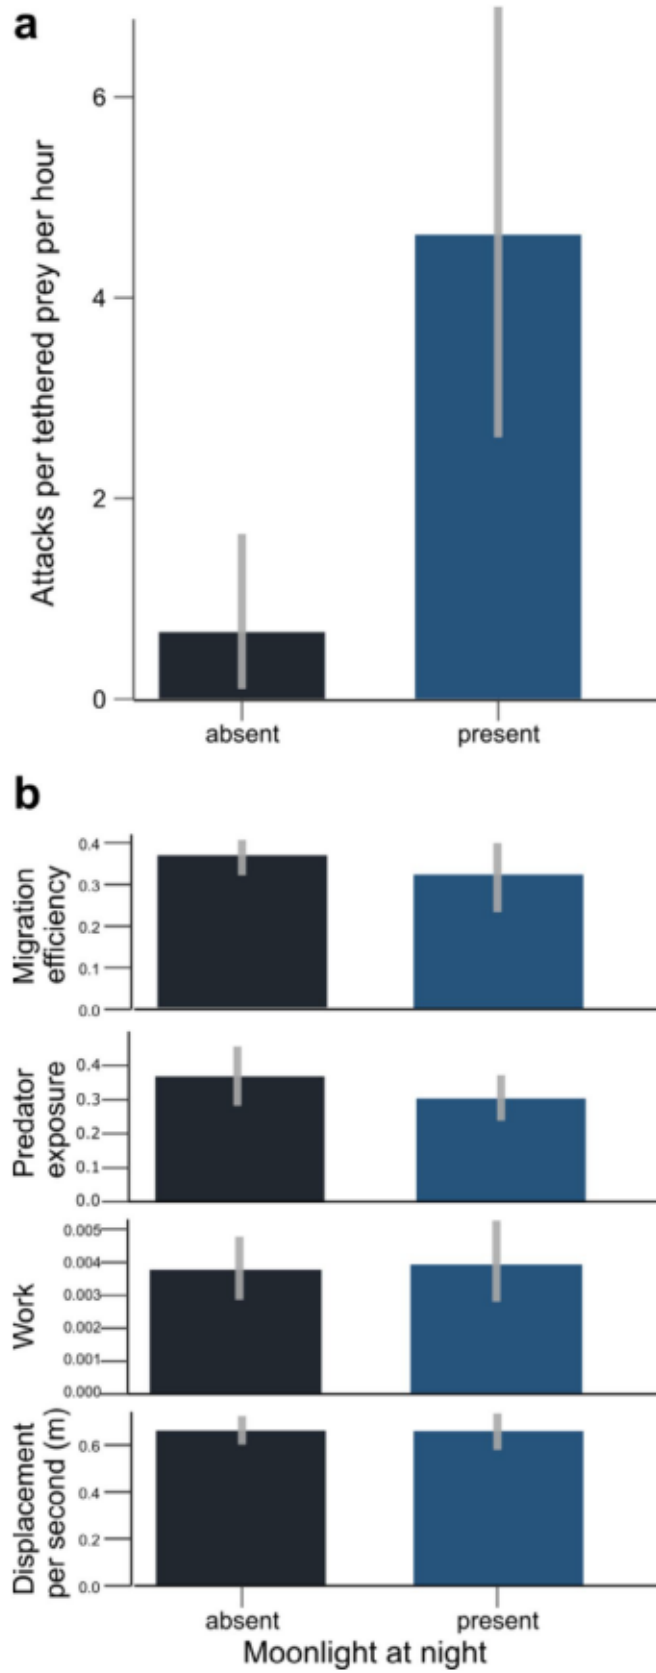 a
Attacks per tethered prey per hour
6
4
2
0
absent present
b
Migration
efficiency
0.4
0.3
0.2
0.1
0.0
Predator
exposure
0.4
0.3
0.2
0.1
0.0
Work
0.005
0.004
0.003
0.002
0.001
0.000
Displacement
per second (m)
0.6
0.4
0.2
0.0
absent present
Moonlight at night